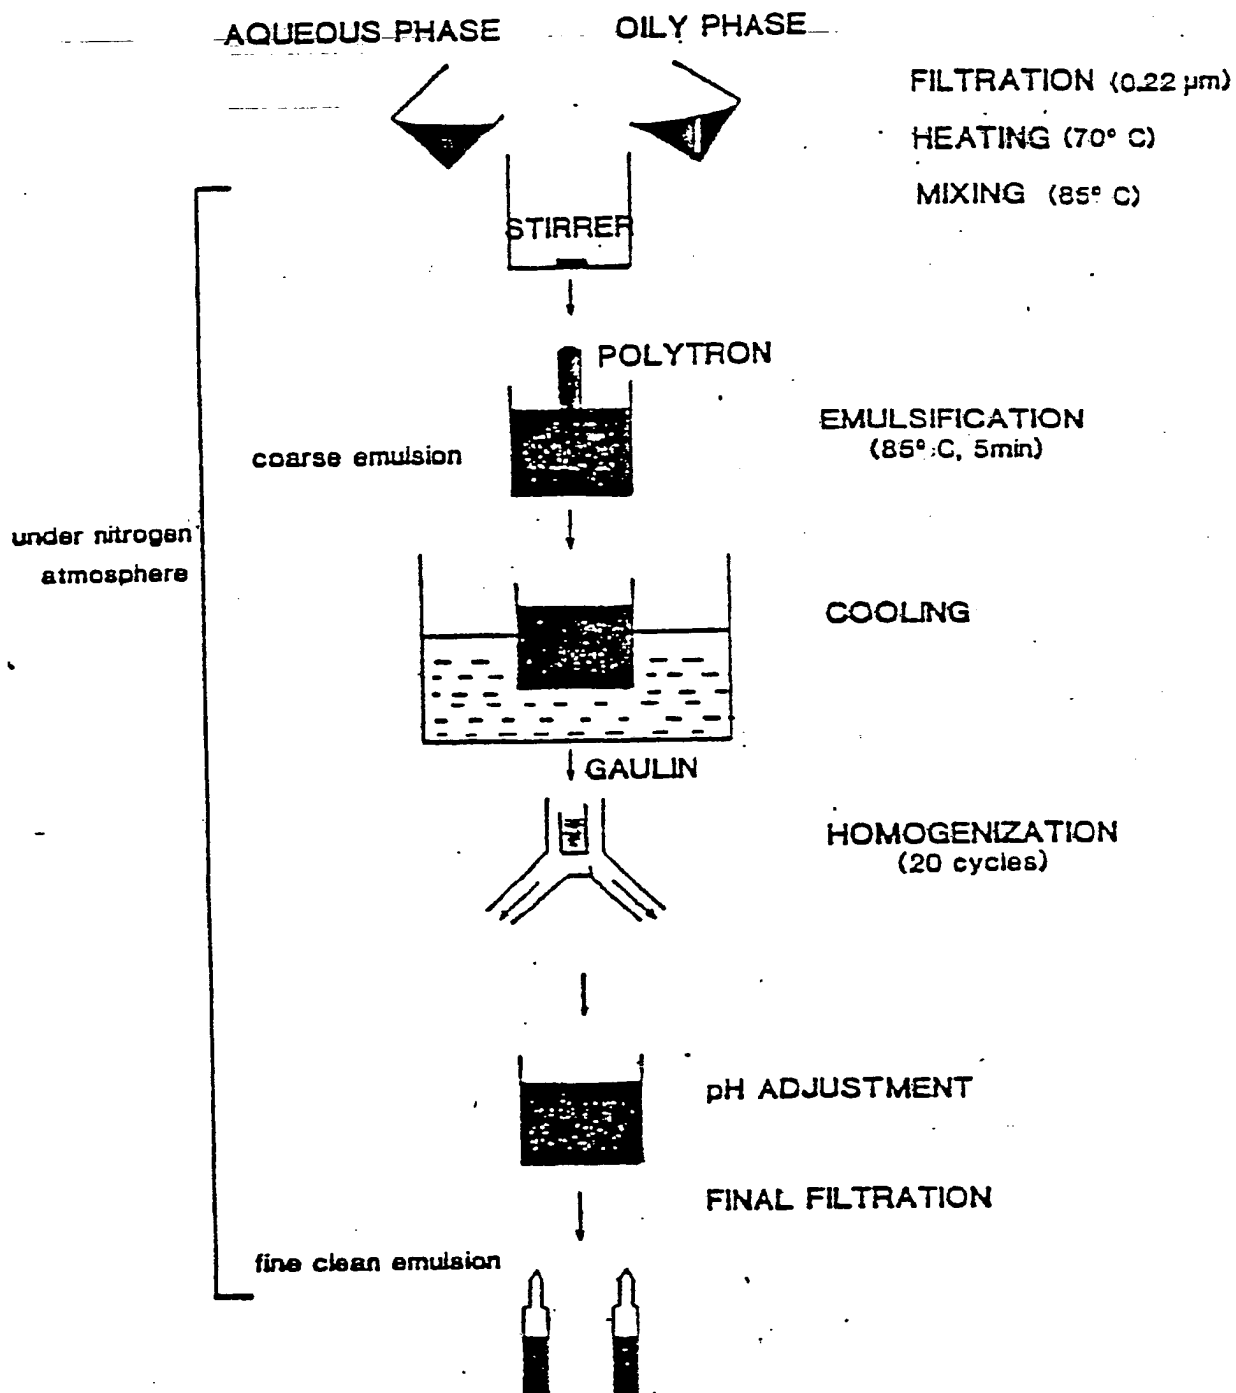 AQUEOUS PHASE
OILY PHASE
FILTRATION (0.22 µm)
HEATING (70° C)
MIXING (85° C)
STIRRER
POLYTRON
EMULSIFICATION
(85° C, 5min)
coarse emulsion
under nitrogen
atmosphere
COOLING
GAULIN
HOMOGENIZATION
(20 cycles)
pH ADJUSTMENT
FINAL FILTRATION
fine clean emulsion